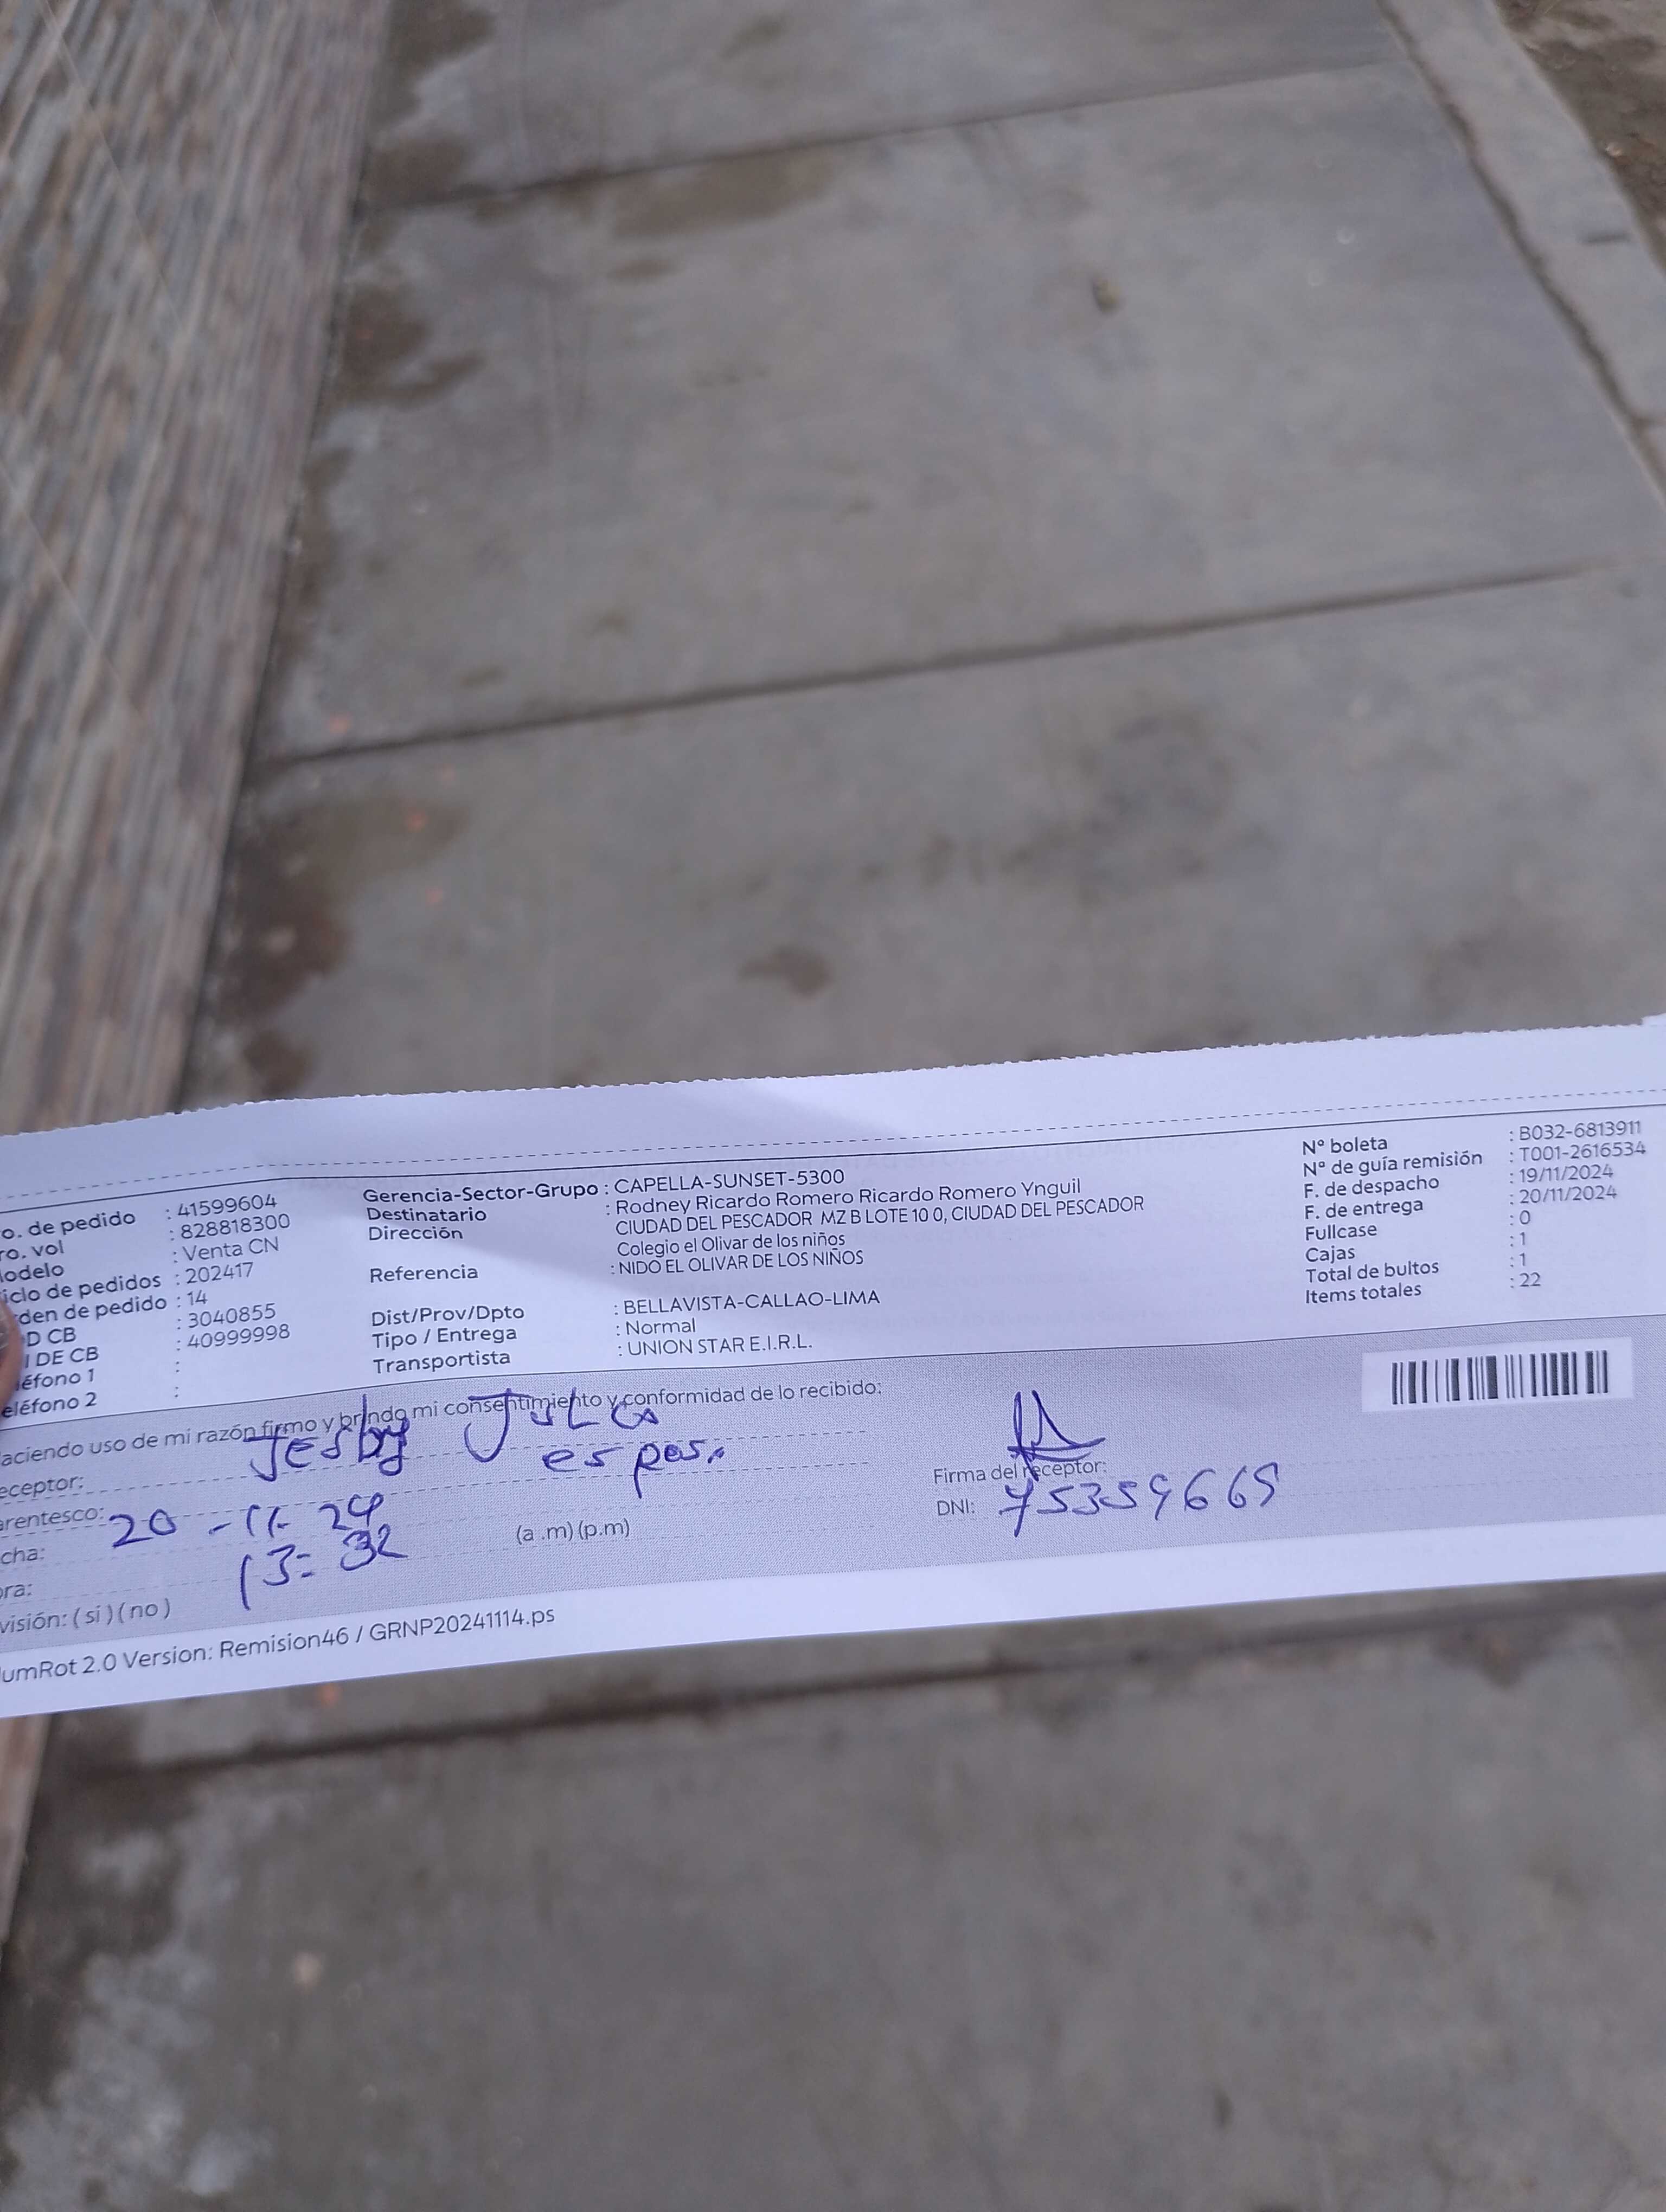 o. de pedido : 41599604
ro. vol : 828818300
odelo : Venta CN
iclo de pedidos : 202417
den de pedido : 14
D CB : 3040855
I DE CB : 40999998
léfono 1 :
eléfono 2 :
Gerencia-Sector-Grupo : CAPELLA-SUNSET-5300
Destinatario : Rodney Ricardo Romero Ricardo Romero Ynguil
Dirección CIUDAD DEL PESCADOR MZ B LOTE 10 0, CIUDAD DEL PESCADOR
Colegio el Olivar de los niños
Referencia : NIDO EL OLIVAR DE LOS NIÑOS
Dist/Prov/Dpto : BELLAVISTA-CALLAO-LIMA
Tipo / Entrega : Normal
Transportista : UNION STAR E.I.R.L.
N° boleta : B032-6813911
N° de guía remisión : T001-2616534
F. de despacho : 19/11/2024
F. de entrega : 20/11/2024
Fullcase : 0
Cajas : 1
Total de bultos : 1
Items totales : 22
aciendo uso de mi razón firmo y brindo mi consentimiento y conformidad de lo recibido:
eceptor:
arentesco:
cha: 20-11-24
ora: 13:32 (a .m) (p.m)
visión: ( si ) ( no )
Firma del receptor:
DNI: 75359669
umRot 2.0 Version: Remision46 / GRNP20241114.ps